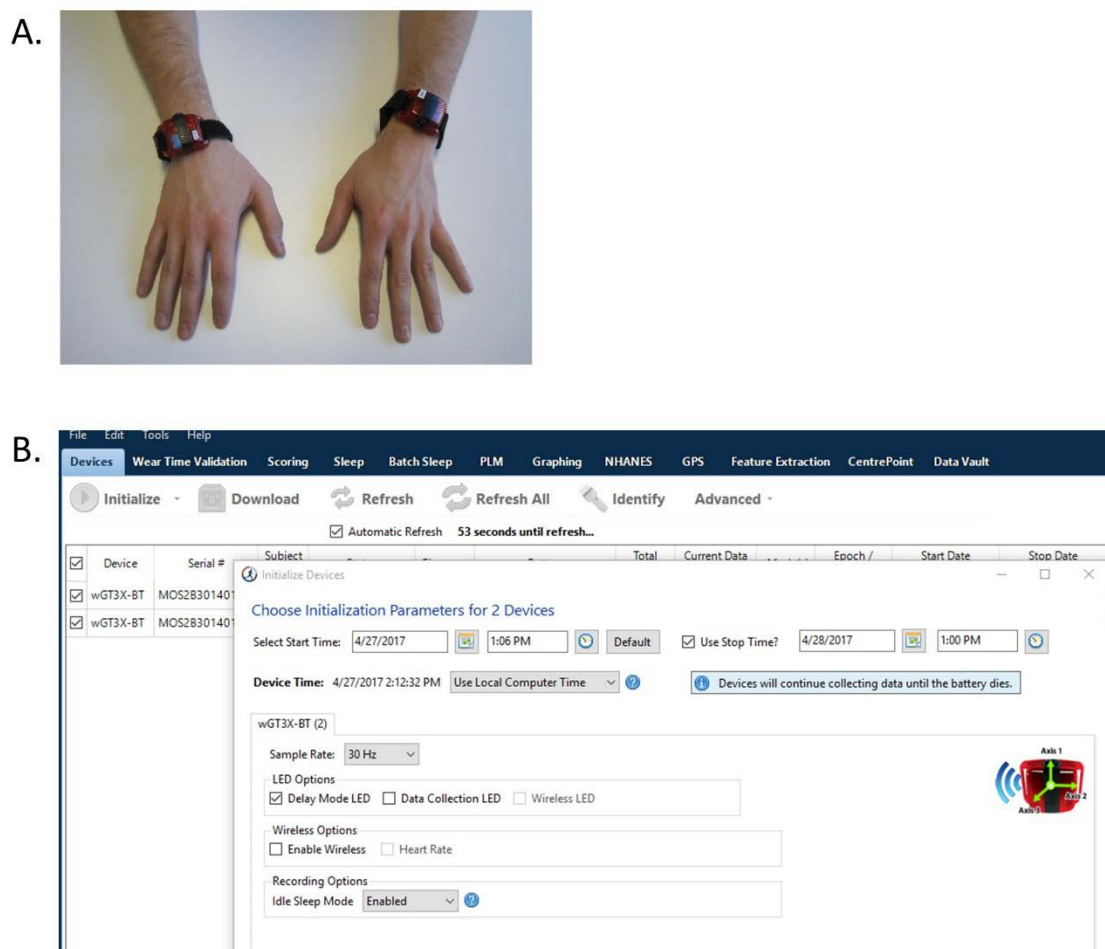 A.
B.
File Edit Tools Help
Devices Wear Time Validation Scoring Sleep Batch Sleep PLM Graphing NHANES GPS Feature Extraction CentrePoint Data Vault
Initialize Download Refresh Refresh All Identify Advanced
Automatic Refresh 53 seconds until refresh...
Device Serial # Subject Total Current Data Epoch / Start Date Stop Date
wGT3X-BT MOS2B301401
wGT3X-BT MOS2B301401
Initialize Devices
Choose Initialization Parameters for 2 Devices
Select Start Time: 4/27/2017 1:06 PM Default Use Stop Time? 4/28/2017 1:00 PM
Device Time: 4/27/2017 2:12:32 PM Use Local Computer Time Devices will continue collecting data until the battery dies.
wGT3X-BT (2)
Sample Rate: 30 Hz
Axis 1
Axis 2
Axis 3
LED Options
Delay Mode LED Data Collection LED Wireless LED
Wireless Options
Enable Wireless Heart Rate
Recording Options
Idle Sleep Mode Enabled